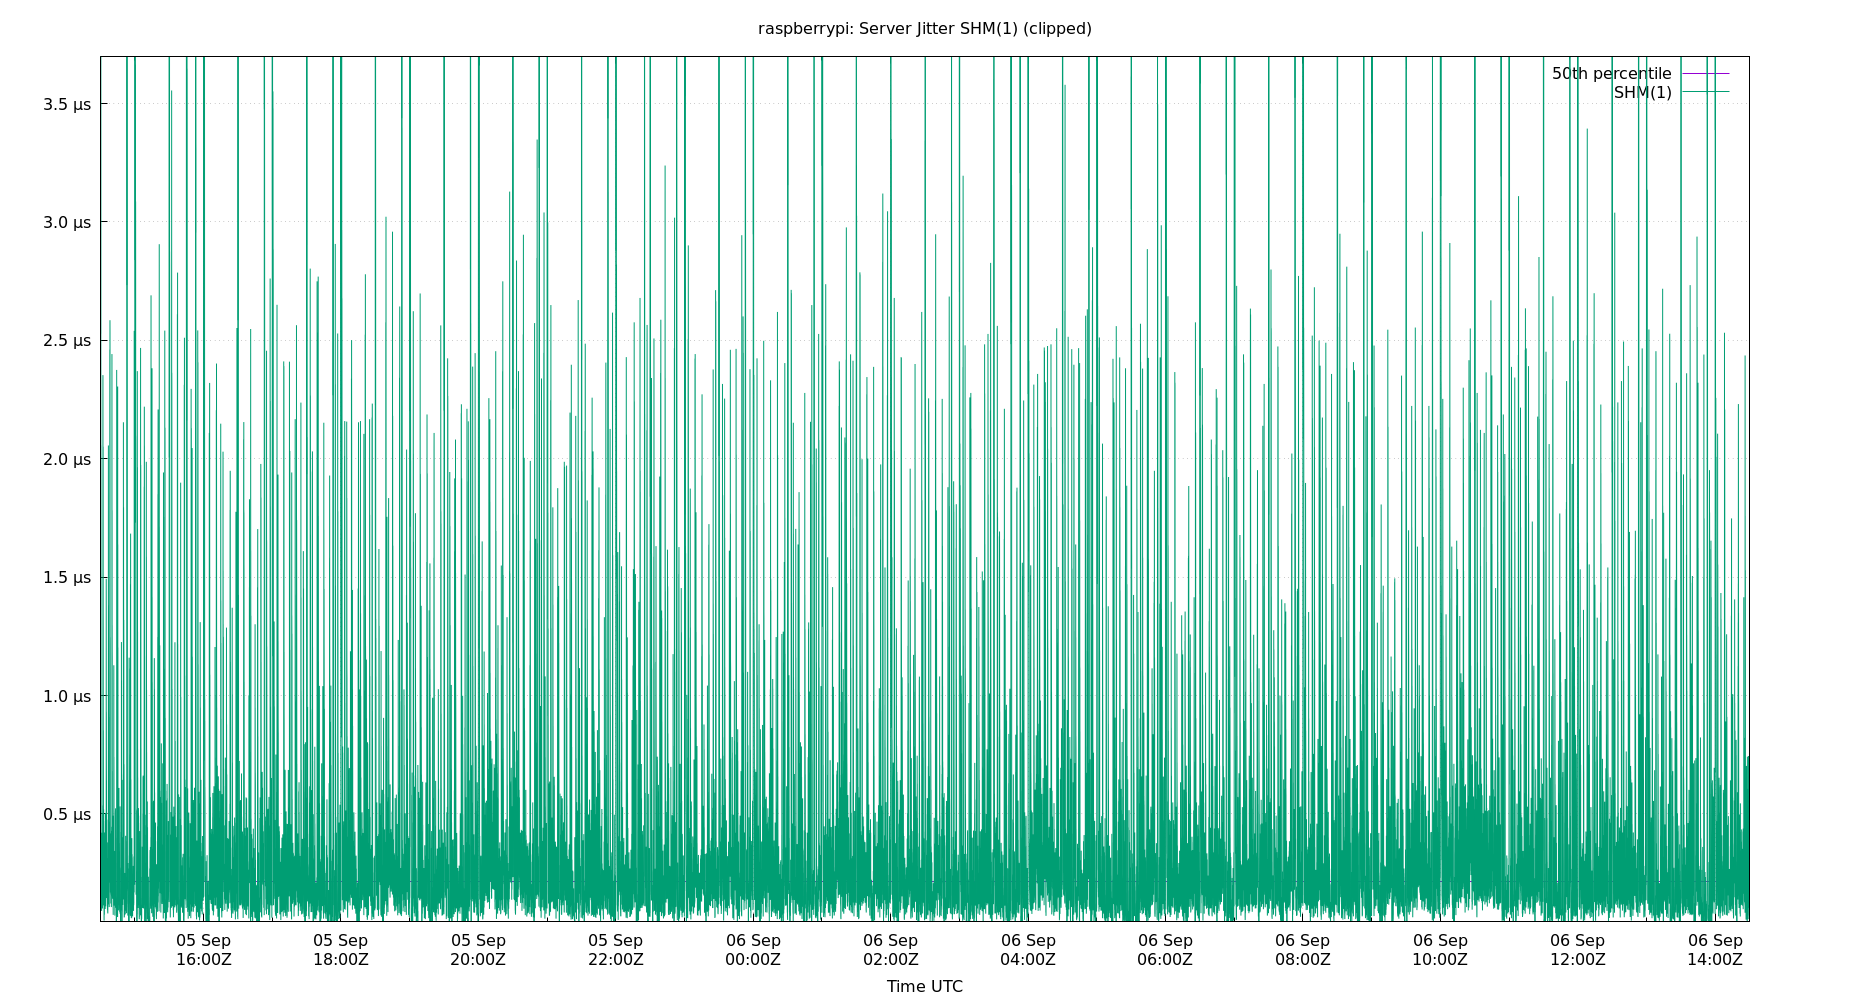 raspberrypi: Server Jitter SHM(1) (clipped)
50th percentile
SHM(1)
3.5 µs
3.0 µs
2.5 µs
2.0 µs
1.5 µs
1.0 µs
0.5 µs
05 Sep 05 Sep 05 Sep 05 Sep 06 Sep 06 Sep 06 Sep 06 Sep 06 Sep 06 Sep 06 Sep 06 Sep
16:00Z 18:00Z 20:00Z 22:00Z 00:00Z 02:00Z 04:00Z 06:00Z 08:00Z 10:00Z 12:00Z 14:00Z
Time UTC